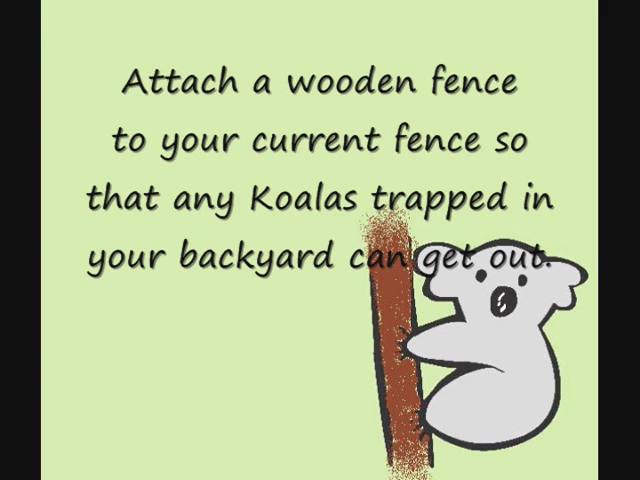 Attach a wooden fence
to your current fence so
that any Koalas trapped in
your backyard can get out.